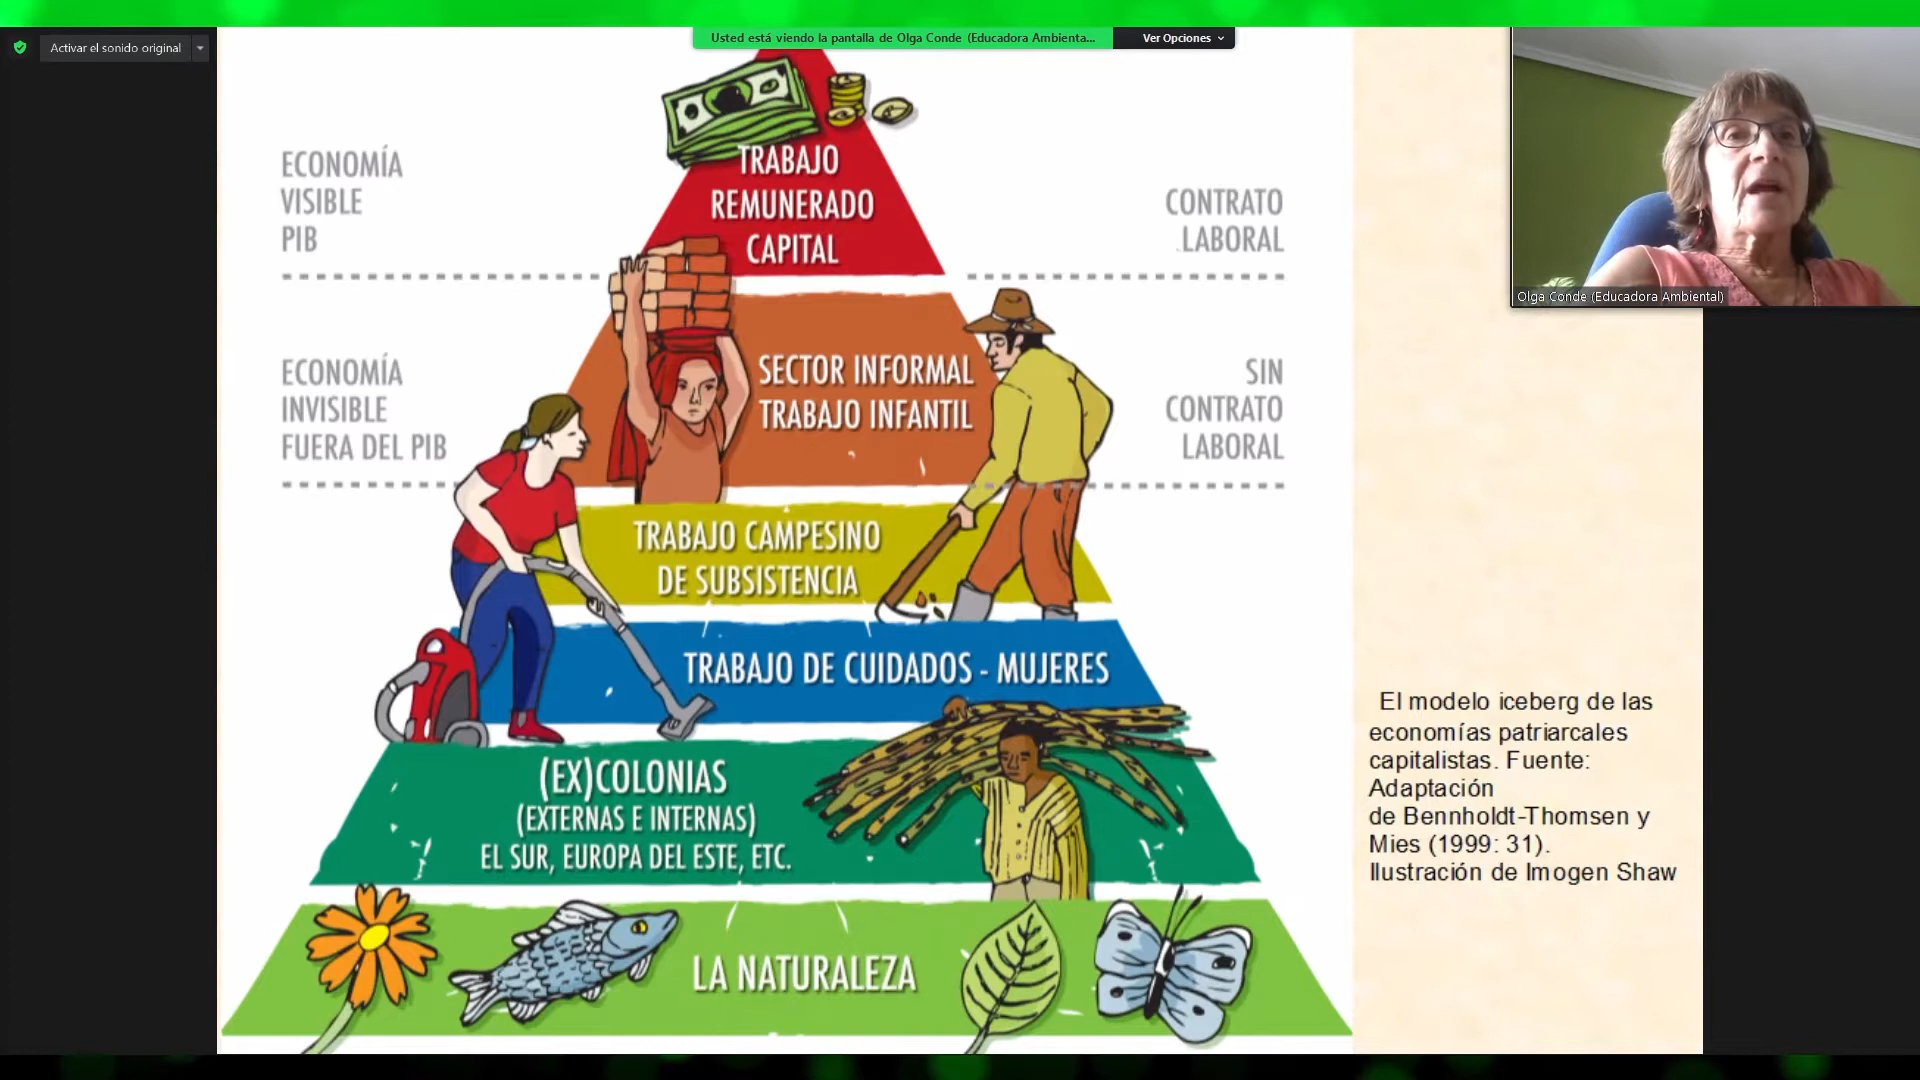 Activar el sonido original
Usted está viendo la pantalla de Olga Conde (Educadora Ambienta...
Ver Opciones
Olga Conde (Educadora Ambiental)
TRABAJO
REMUNERADO
CAPITAL
ECONOMÍA
VISIBLE
PIB
CONTRATO
LABORAL
SECTOR INFORMAL
TRABAJO INFANTIL
ECONOMÍA
INVISIBLE
FUERA DEL PIB
SIN
CONTRATO
LABORAL
TRABAJO CAMPESINO
DE SUBSISTENCIA
TRABAJO DE CUIDADOS - MUJERES
(EX)COLONIAS
(EXTERNAS E INTERNAS)
EL SUR, EUROPA DEL ESTE, ETC.
LA NATURALEZA
El modelo iceberg de las
economías patriarcales
capitalistas. Fuente:
Adaptación
de Bennholdt-Thomsen y
Mies (1999: 31).
Ilustración de Imogen Shaw